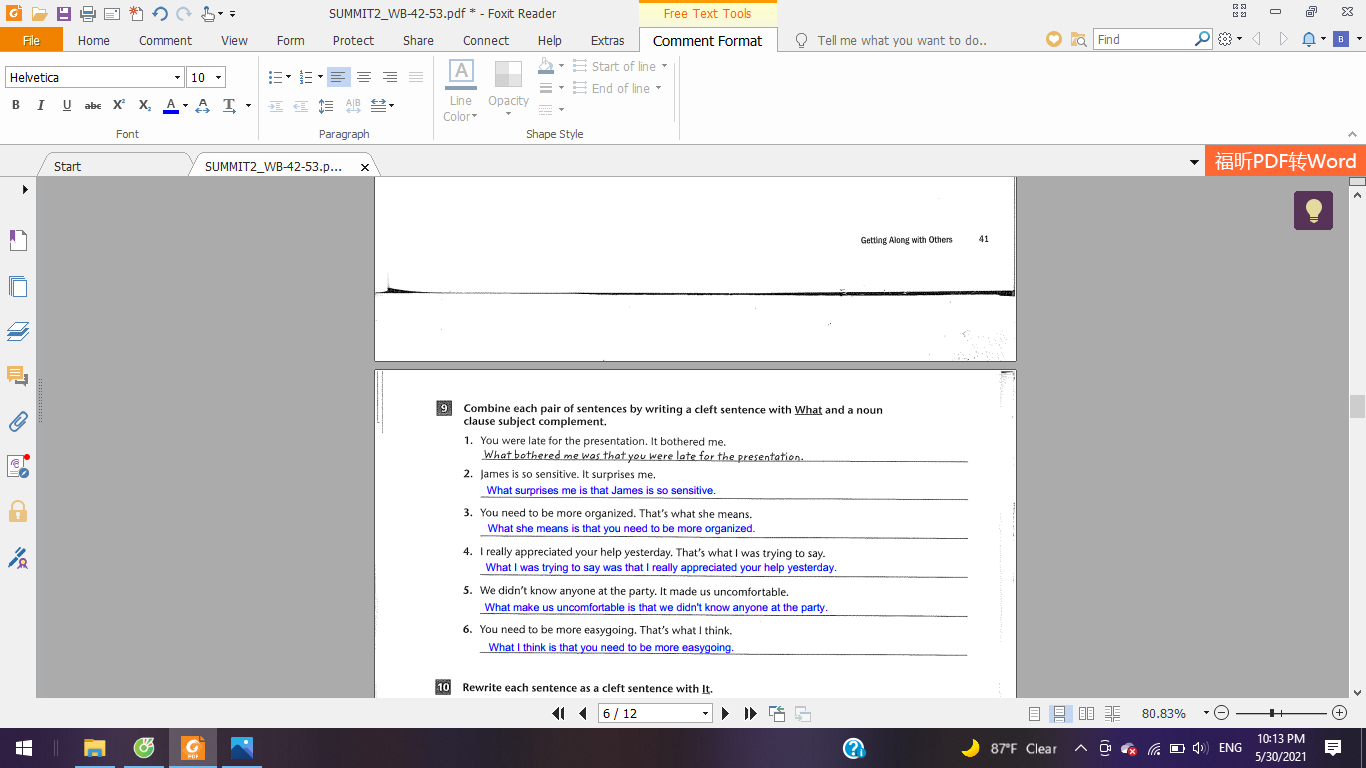 SUMMIT2_WB-42-53.pdf * - Foxit Reader
Free Text Tools
File Home Comment View Form Protect Share Connect Help Extras Comment Format Tell me what you want to do.. Find B
Helvetica 10
B I U abc X² X₂ A A T
A|B
A
Line Color
Opacity
Start of line
End of line
Font Paragraph Shape Style
Start SUMMIT2_WB-42-53.p... 福昕PDF转Word
Getting Along with Others 41
9 Combine each pair of sentences by writing a cleft sentence with What and a noun
clause subject complement.
1. You were late for the presentation. It bothered me.
What bothered me was that you were late for the presentation.
2. James is so sensitive. It surprises me.
What surprises me is that James is so sensitive.
3. You need to be more organized. That's what she means.
What she means is that you need to be more organized.
4. I really appreciated your help yesterday. That's what I was trying to say.
What I was trying to say was that I really appreciated your help yesterday.
5. We didn't know anyone at the party. It made us uncomfortable.
What make us uncomfortable is that we didn't know anyone at the party.
6. You need to be more easygoing. That's what I think.
What I think is that you need to be more easygoing.
10 Rewrite each sentence as a cleft sentence with It.
6 / 12 80.83%
PDF
87°F Clear ENG 10:13 PM
5/30/2021